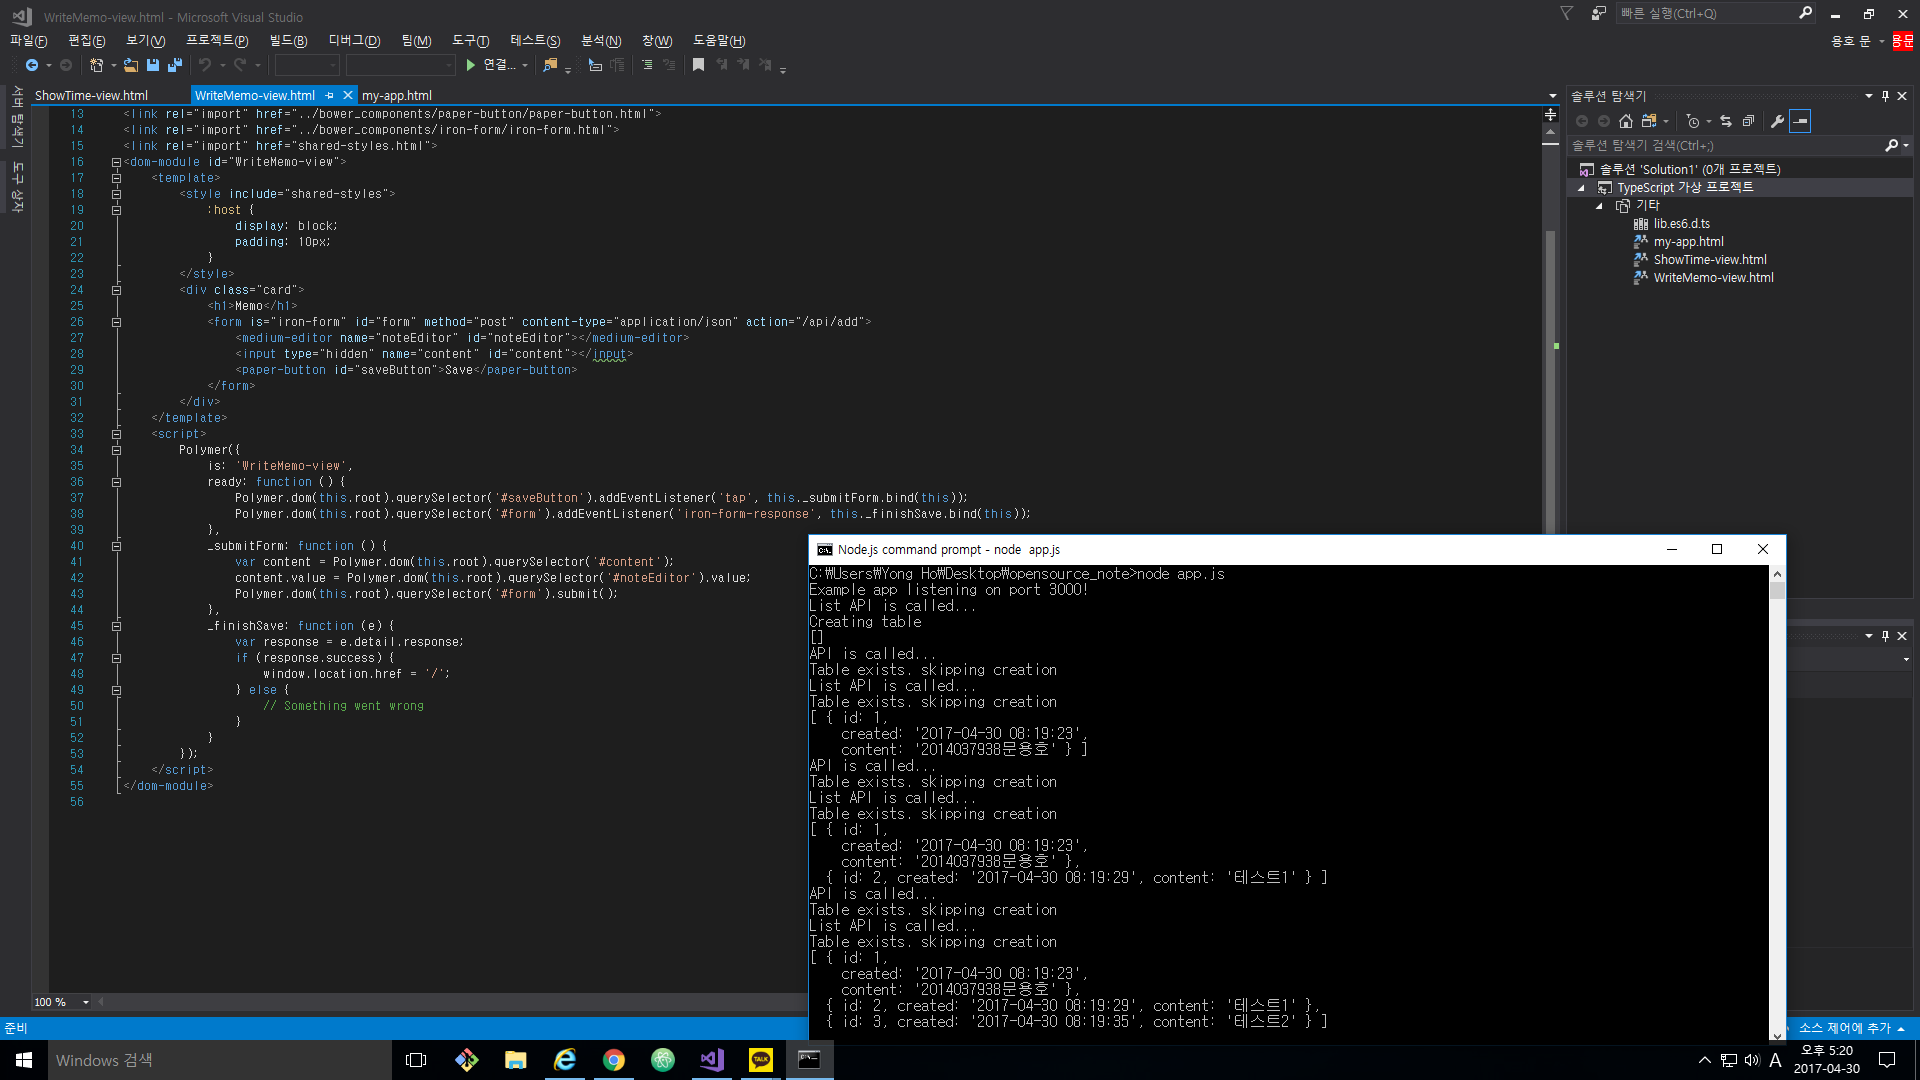 WriteMemo-view.html - Microsoft Visual Studio
빠른 실행(Ctrl+Q)
파일(F) 편집(E) 보기(V) 프로젝트(P) 빌드(B) 디버그(D) 팀(M) 도구(T) 테스트(S) 분석(N) 창(W) 도움말(H)
용호 문
용문
연결...
서버 탐색기
도구 상자
ShowTime-view.html
WriteMemo-view.html
my-app.html
13 <link rel="import" href="../bower_components/paper-button/paper-button.html">
14 <link rel="import" href="../bower_components/iron-form/iron-form.html">
15 <link rel="import" href="shared-styles.html">
16 <dom-module id="WriteMemo-view">
17 <template>
18 <style include="shared-styles">
19 :host {
20 display: block;
21 padding: 10px;
22 }
23 </style>
24 <div class="card">
25 <h1>Memo</h1>
26 <form is="iron-form" id="form" method="post" content-type="application/json" action="/api/add">
27 <medium-editor name="noteEditor" id="noteEditor"></medium-editor>
28 <input type="hidden" name="content" id="content"></input>
29 <paper-button id="saveButton">Save</paper-button>
30 </form>
31 </div>
32 </template>
33 <script>
34 Polymer({
35 is: 'WriteMemo-view',
36 ready: function () {
37 Polymer.dom(this.root).querySelector('#saveButton').addEventListener('tap', this._submitForm.bind(this));
38 Polymer.dom(this.root).querySelector('#form').addEventListener('iron-form-response', this._finishSave.bind(this));
39 },
40 _submitForm: function () {
41 var content = Polymer.dom(this.root).querySelector('#content');
42 content.value = Polymer.dom(this.root).querySelector('#noteEditor').value;
43 Polymer.dom(this.root).querySelector('#form').submit();
44 },
45 _finishSave: function (e) {
46 var response = e.detail.response;
47 if (response.success) {
48 window.location.href = '/';
49 } else {
50 // Something went wrong
51 }
52 }
53 });
54 </script>
55 </dom-module>
56
100 %
솔루션 탐색기
솔루션 탐색기 검색(Ctrl+;)
솔루션 'Solution1' (0개 프로젝트)
TypeScript 가상 프로젝트
기타
lib.es6.d.ts
my-app.html
ShowTime-view.html
WriteMemo-view.html
Node.js command prompt - node app.js
C:₩Users₩Yong Ho₩Desktop₩opensource_note>node app.js
Example app listening on port 3000!
List API is called...
Creating table
[]
API is called...
Table exists. skipping creation
List API is called...
Table exists. skipping creation
[ { id: 1,
created: '2017-04-30 08:19:23',
content: '2014037938문용호' } ]
API is called...
Table exists. skipping creation
List API is called...
Table exists. skipping creation
[ { id: 1,
created: '2017-04-30 08:19:23',
content: '2014037938문용호' },
{ id: 2, created: '2017-04-30 08:19:29', content: '테스트1' } ]
API is called...
Table exists. skipping creation
List API is called...
Table exists. skipping creation
[ { id: 1,
created: '2017-04-30 08:19:23',
content: '2014037938문용호' },
{ id: 2, created: '2017-04-30 08:19:29', content: '테스트1' },
{ id: 3, created: '2017-04-30 08:19:35', content: '테스트2' } ]
준비
소스 제어에 추가
Windows 검색
TALK
A
오후 5:20
2017-04-30